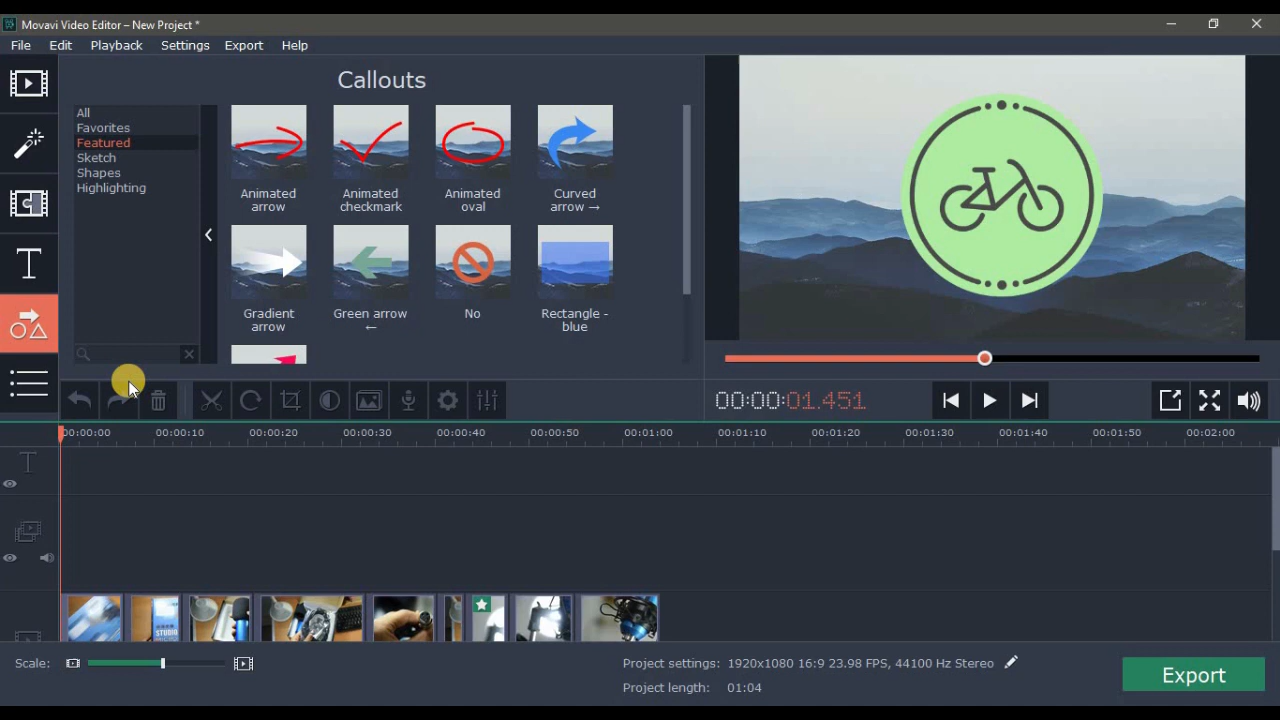 Movavi Video Editor – New Project *
File Edit Playback Settings Export Help
Callouts
All
Favorites
Featured
Sketch
Shapes
Highlighting
Animated arrow
Animated checkmark
Animated oval
Curved arrow →
Gradient arrow
Green arrow ←
No
Rectangle - blue
00:00:01.451
00:00:00 00:00:10 00:00:20 00:00:30 00:00:40 00:00:50 00:01:00 00:01:10 00:01:20 00:01:30 00:01:40 00:01:50 00:02:00
STUDIO
Scale:
Project settings: 1920x1080 16:9 23.98 FPS, 44100 Hz Stereo
Project length: 01:04
Export